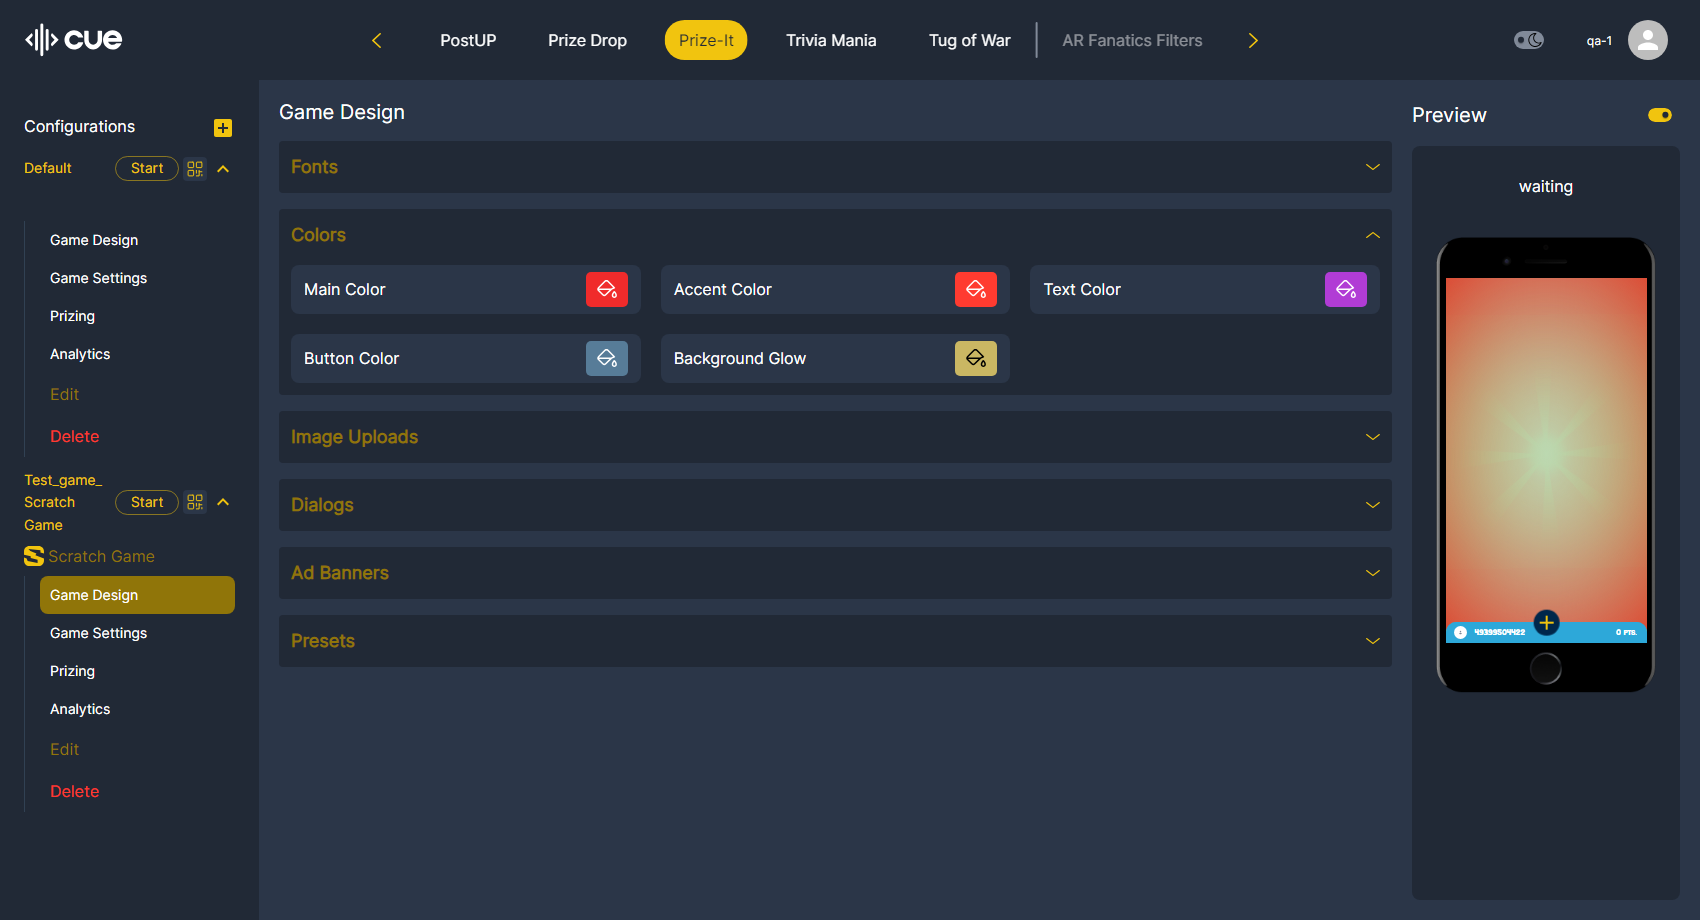 cue
PostUP
Prize Drop
Prize-It
Trivia Mania
Tug of War
AR Fanatics Filters
qa-1
Configurations
Default
Start
Game Design
Game Settings
Prizing
Analytics
Edit
Delete
Test_game_
Scratch
Game
Start
Scratch Game
Game Design
Game Settings
Prizing
Analytics
Edit
Delete
Game Design
Fonts
Colors
Main Color
Accent Color
Text Color
Button Color
Background Glow
Image Uploads
Dialogs
Ad Banners
Presets
Preview
waiting
0 PTS.